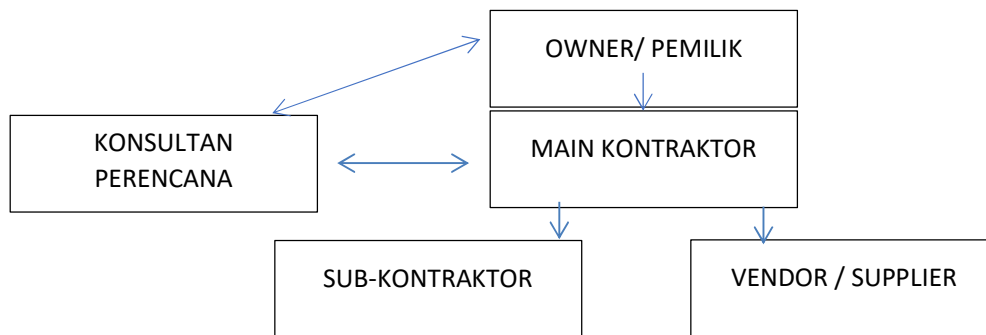 OWNER/ PEMILIK
KONSULTAN
PERENCANA
MAIN KONTRAKTOR
SUB-KONTRAKTOR
VENDOR / SUPPLIER